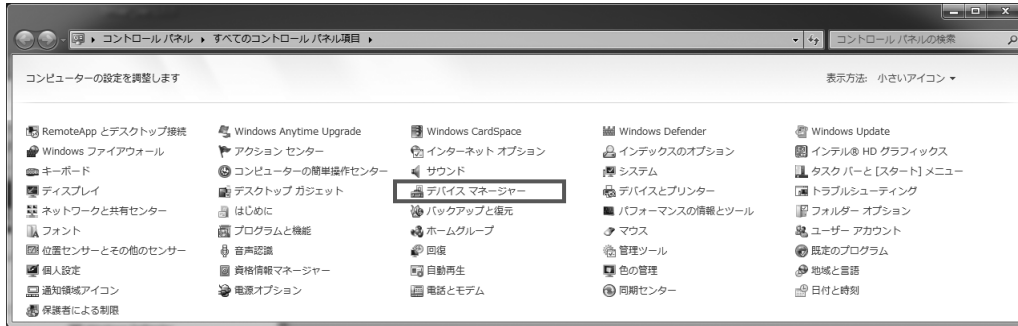 コントロール パネル ▸ すべてのコントロール パネル項目 ▸ コントロール パネルの検索
コンピューターの設定を調整します 表示方法: 小さいアイコン ▾
RemoteApp とデスクトップ接続 Windows Anytime Upgrade Windows CardSpace Windows Defender Windows Update
Windows ファイアウォール アクション センター インターネット オプション インデックスのオプション インテル® HD グラフィックス
キーボード コンピューターの簡単操作センター サウンド システム タスク バーと [スタート] メニュー
ディスプレイ デスクトップ ガジェット デバイス マネージャー デバイスとプリンター トラブルシューティング
ネットワークと共有センター はじめに バックアップと復元 パフォーマンスの情報とツール フォルダー オプション
フォント プログラムと機能 ホームグループ マウス ユーザー アカウント
位置センサーとその他のセンサー 音声認識 回復 管理ツール 既定のプログラム
個人設定 資格情報マネージャー 自動再生 色の管理 地域と言語
通知領域アイコン 電源オプション 電話とモデム 同期センター 日付と時刻
保護者による制限